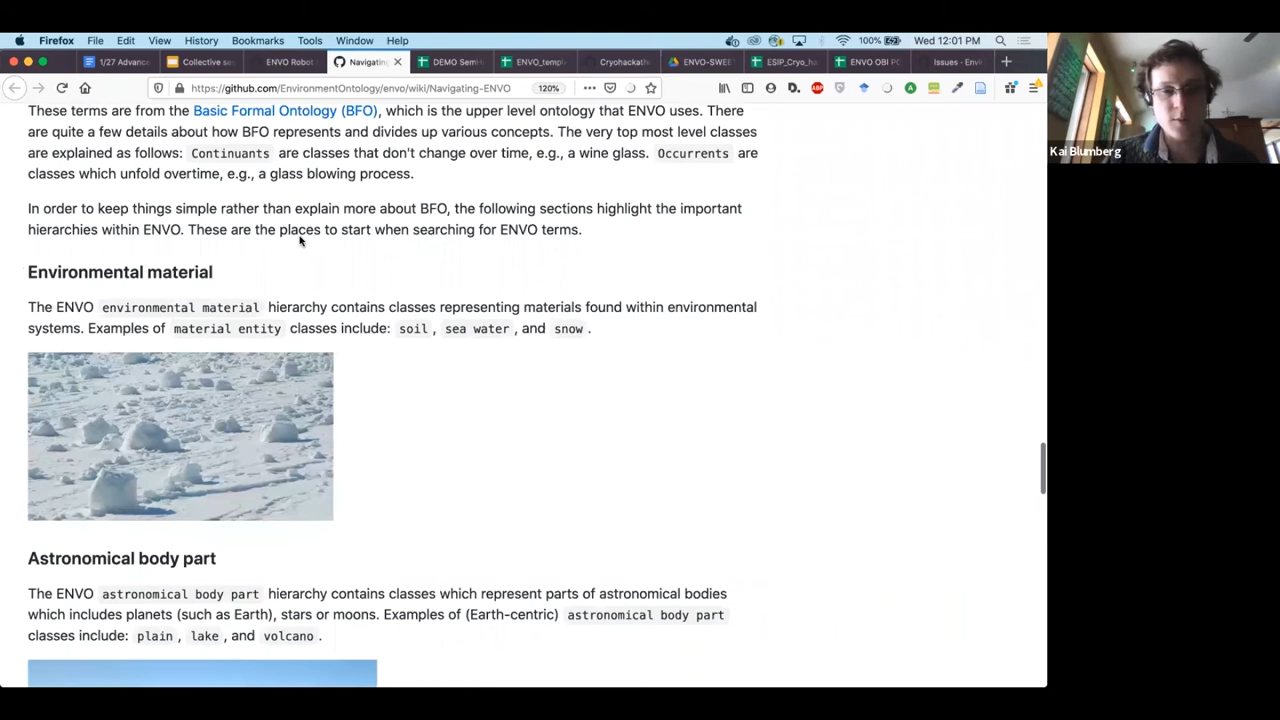 Firefox File Edit View History Bookmarks Tools Window Help 100% Wed 12:01 PM
1/27 Advanc Collective se ENVO Robot Navigating DEMO SemH ENVO_templ Cryohackath ENVO-SWEE ESIP_Cryo_ha ENVO OBI PC Issues - Envi
https://github.com/EnvironmentOntology/envo/wiki/Navigating-ENVO 120%
These terms are from the Basic Formal Ontology (BFO), which is the upper level ontology that ENVO uses. There
are quite a few details about how BFO represents and divides up various concepts. The very top most level classes
are explained as follows: Continuants are classes that don't change over time, e.g., a wine glass. Occurrents are
classes which unfold overtime, e.g., a glass blowing process.
In order to keep things simple rather than explain more about BFO, the following sections highlight the important
hierarchies within ENVO. These are the places to start when searching for ENVO terms.
Environmental material
The ENVO environmental material hierarchy contains classes representing materials found within environmental
systems. Examples of material entity classes include: soil, sea water, and snow.
Astronomical body part
The ENVO astronomical body part hierarchy contains classes which represent parts of astronomical bodies
which includes planets (such as Earth), stars or moons. Examples of (Earth-centric) astronomical body part
classes include: plain, lake, and volcano.
Kai Blumberg